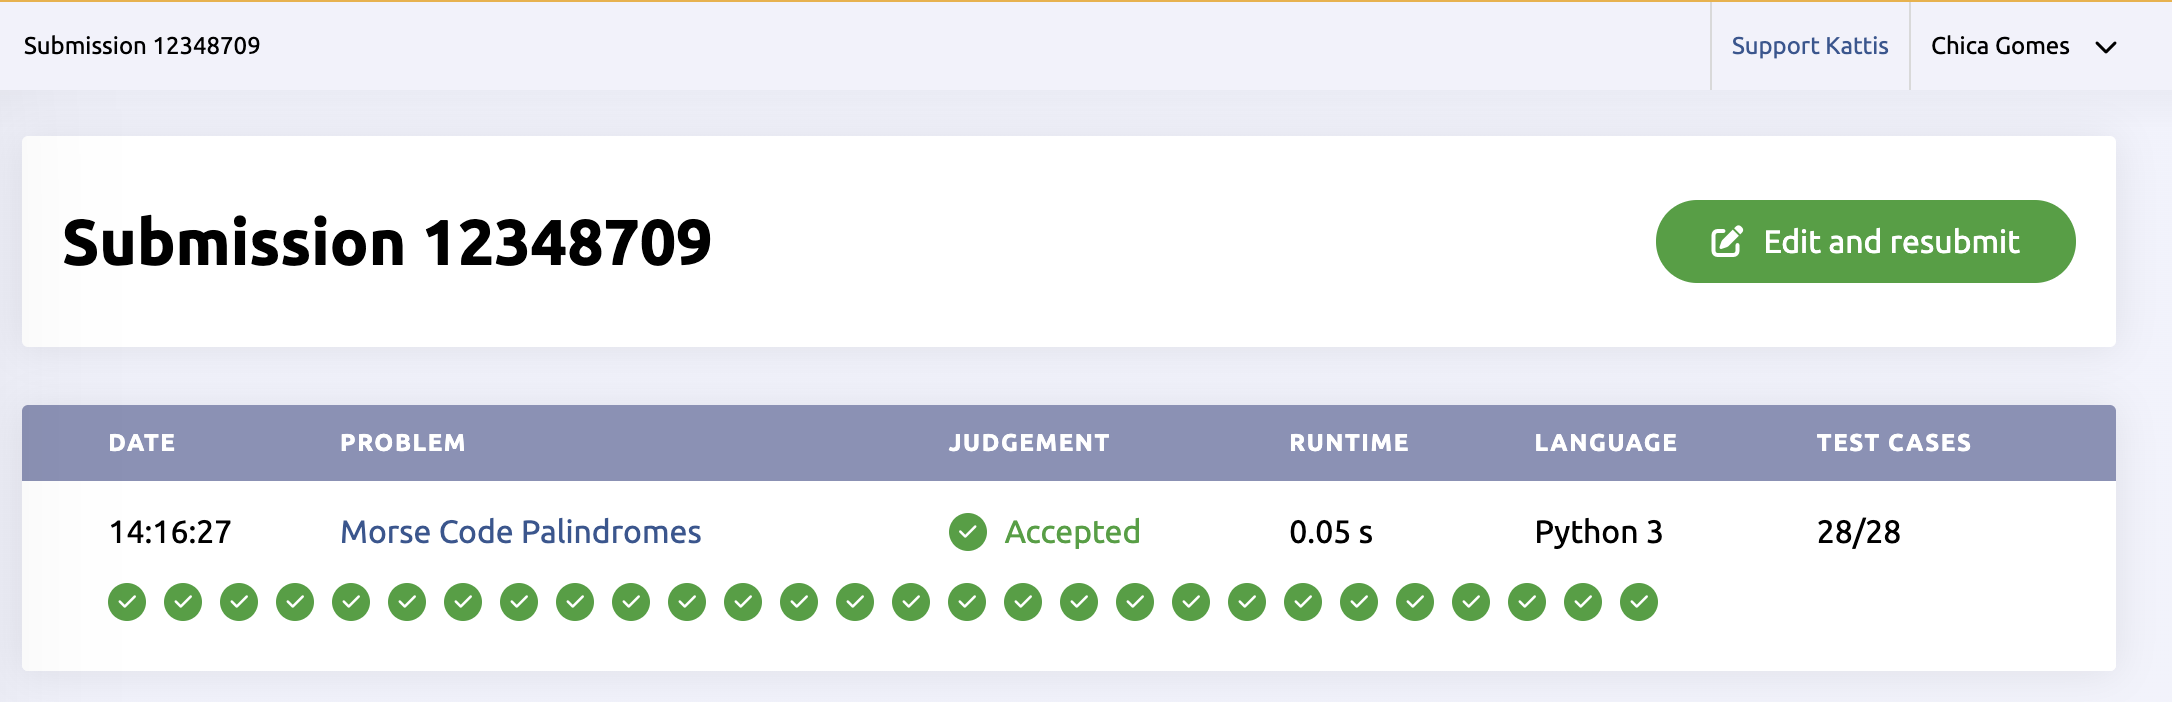 Submission 12348709
Support Kattis
Chica Gomes
Submission 12348709
Edit and resubmit
DATE PROBLEM JUDGEMENT RUNTIME LANGUAGE TEST CASES
14:16:27 Morse Code Palindromes Accepted 0.05 s Python 3 28/28